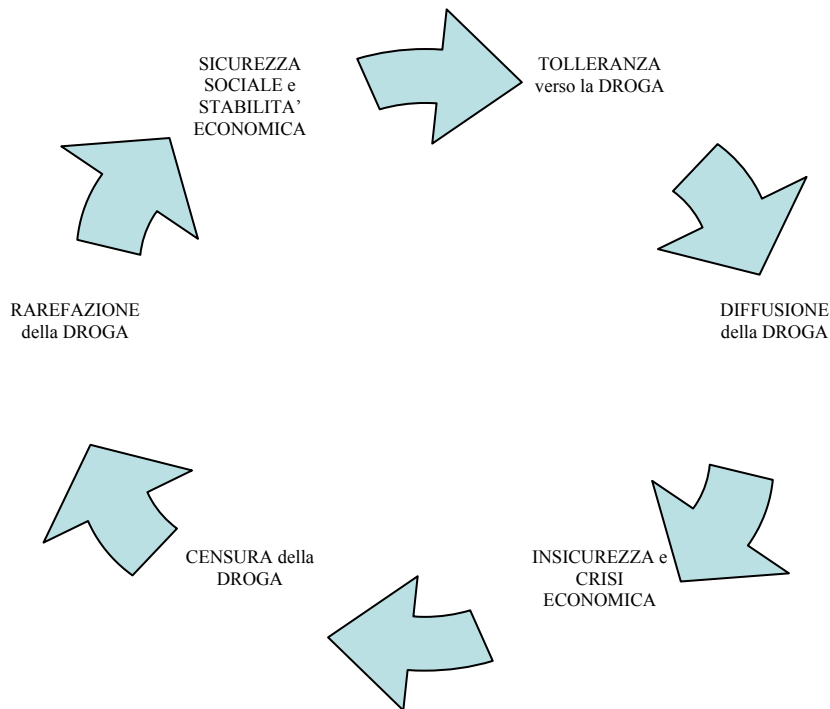 SICUREZZA
SOCIALE e
STABILITA’
ECONOMICA
TOLLERANZA
verso la DROGA
DIFFUSIONE
della DROGA
INSICUREZZA e
CRISI
ECONOMICA
CENSURA della
DROGA
RAREFAZIONE
della DROGA